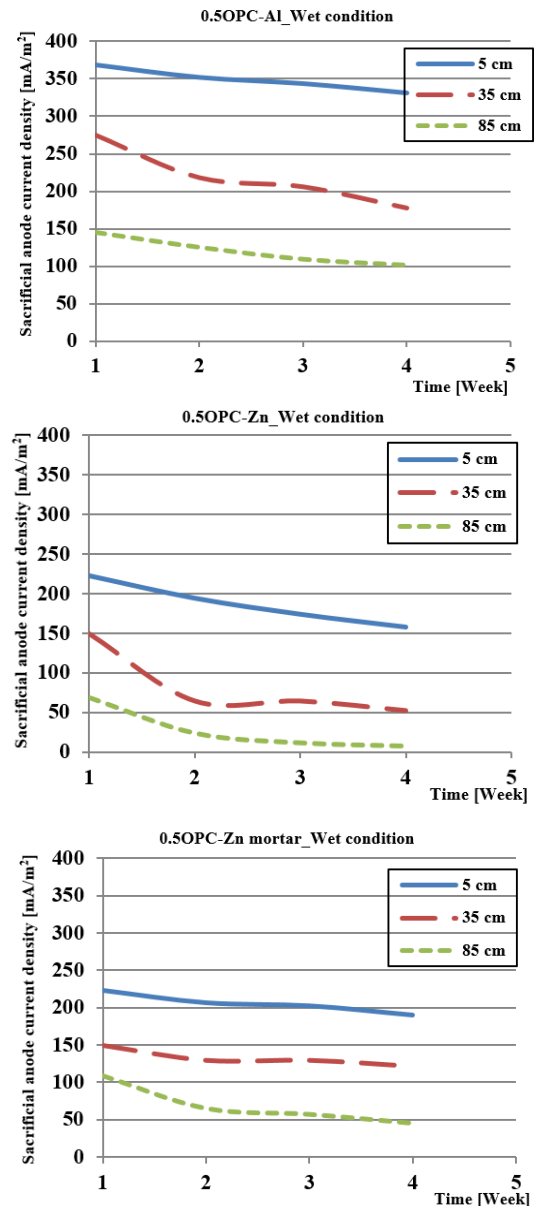 0.5OPC-Al_Wet condition
Sacrificial anode current density [mA/m²]
400
350
300
250
200
150
100
50
0
5 cm
35 cm
85 cm
1 2 3 4 5
Time [Week]
0.5OPC-Zn_Wet condition
Sacrificial anode current density [mA/m²]
400
350
300
250
200
150
100
50
0
5 cm
35 cm
85 cm
1 2 3 4 5
Time [Week]
0.5OPC-Zn mortar_Wet condition
Sacrificial anode current density [mA/m²]
400
350
300
250
200
150
100
50
0
5 cm
35 cm
85 cm
1 2 3 4 5
Time [Week]